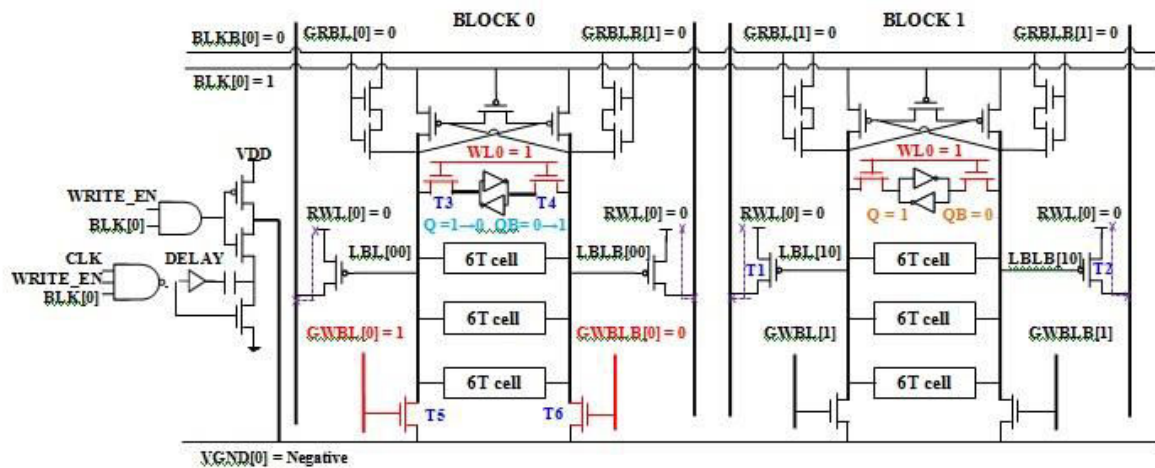 BLOCK 0
BLOCK 1
BLKB[0] = 0
GRBL[0] = 0
GRBLB[1] = 0
GRBL[1] = 0
GRBLB[1] = 0
BLK[0] = 1
VDD
WL0 = 1
WL0 = 1
WRITE_EN
BLK[0]
T3
T4
RWL[0] = 0
Q =1→0
QB= 0→1
RWL[0] = 0
RWL[0] = 0
Q = 1
QB = 0
RWL[0] = 0
CLK
DELAY
WRITE_EN
BLK[0]
LBL[00]
6T cell
LBLB[00]
T1
LBL[10]
6T cell
LBLB[10]
T2
6T cell
6T cell
GWBL[0] = 1
GWBLB[0] = 0
GWBL[1]
GWBLB[1]
6T cell
6T cell
T5
T6
VGND[0] = Negative